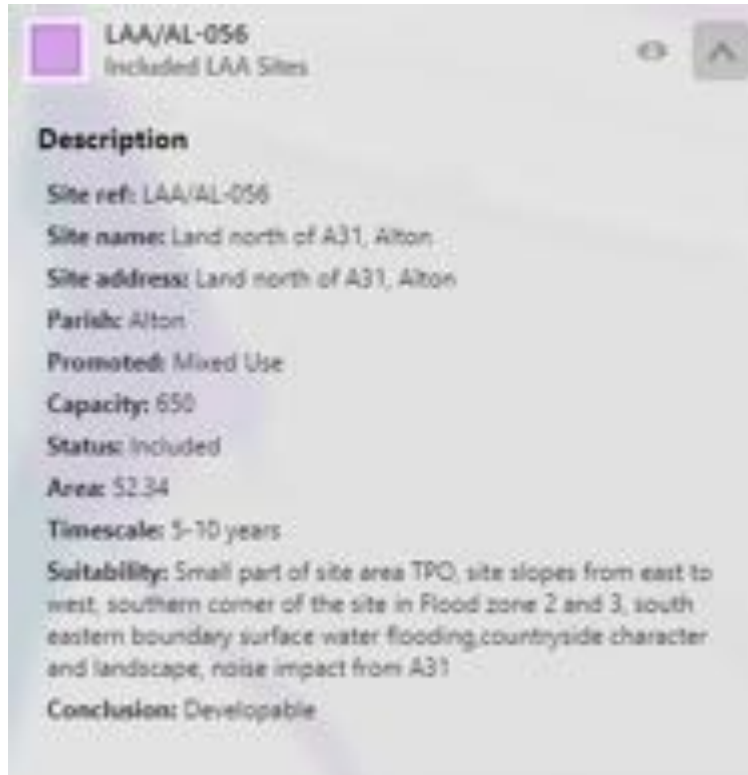 LAA/AL-056
Included LAA Sites
Description
Site ref: LAA/AL-056
Site name: Land north of A31, Alton
Site address: Land north of A31, Alton
Parish: Alton
Promoted: Mixed Use
Capacity: 650
Status: Included
Area: 52.34
Timescale: 5-10 years
Suitability: Small part of site area TPO, site slopes from east to
west, southern corner of the site in Flood zone 2 and 3, south
eastern boundary surface water flooding,countryside character
and landscape, noise impact from A31
Conclusion: Developable